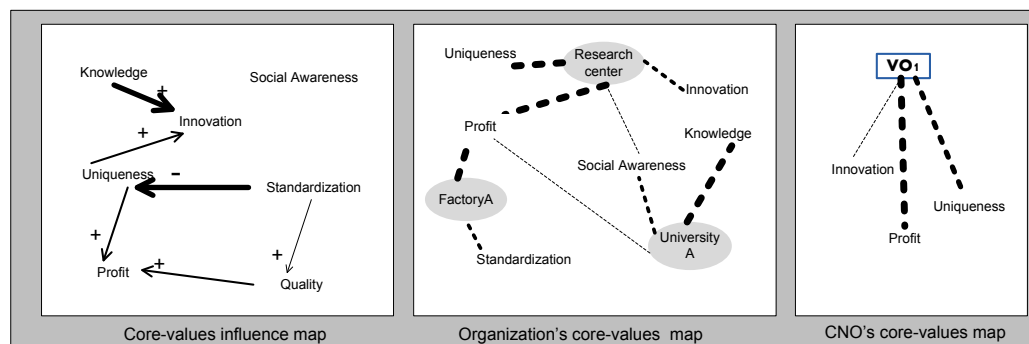 Knowledge
+
Social Awareness
Innovation
+
Uniqueness
–
Standardization
+
+
Profit
+
Quality
Core-values influence map
Uniqueness
Research
center
Innovation
Profit
Knowledge
Social Awareness
FactoryA
University
A
Standardization
Organization's core-values map
VO1
Innovation
Uniqueness
Profit
CNO's core-values map